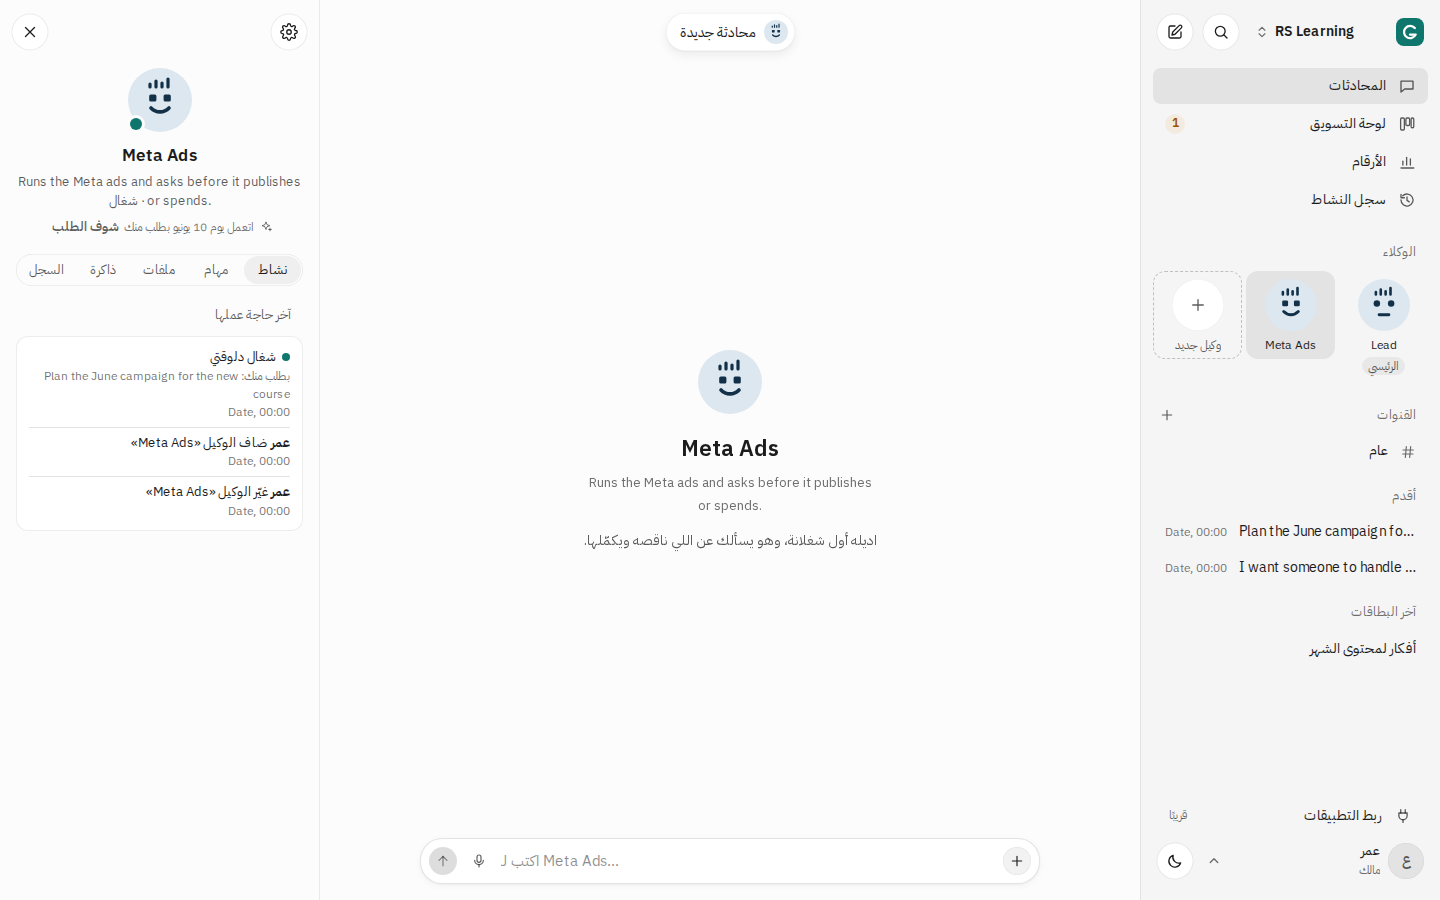 RS Learning
المحادثات
لوحة التسويق
1
الأرقام
سجل النشاط
الوكلاء
Lead
الرئيسي
Meta Ads
وكيل جديد
القنوات
عام
أقدم
Plan the June campaign fo...
Date, 00:00
I want someone to handle ...
Date, 00:00
آخر البطاقات
أفكار لمحتوى الشهر
ربط التطبيقات
قريبًا
ع
عمر
مالك
محادثة جديدة
Meta Ads
Runs the Meta ads and asks before it publishes
or spends.
اديله أول شغلانة، وهو يسألك عن اللي ناقصه ويكمّلها.
اكتب لـ Meta Ads...
Meta Ads
Runs the Meta ads and asks before it publishes
or spends. · شغال
اتعمل يوم 10 يونيو بطلب منك شوف الطلب
نشاط
مهام
ملفات
ذاكرة
السجل
آخر حاجة عملها
شغال دلوقتي
بطلب منك: Plan the June campaign for the new
course
Date, 00:00
عمر ضاف الوكيل «Meta Ads»
Date, 00:00
عمر غيّر الوكيل «Meta Ads»
Date, 00:00